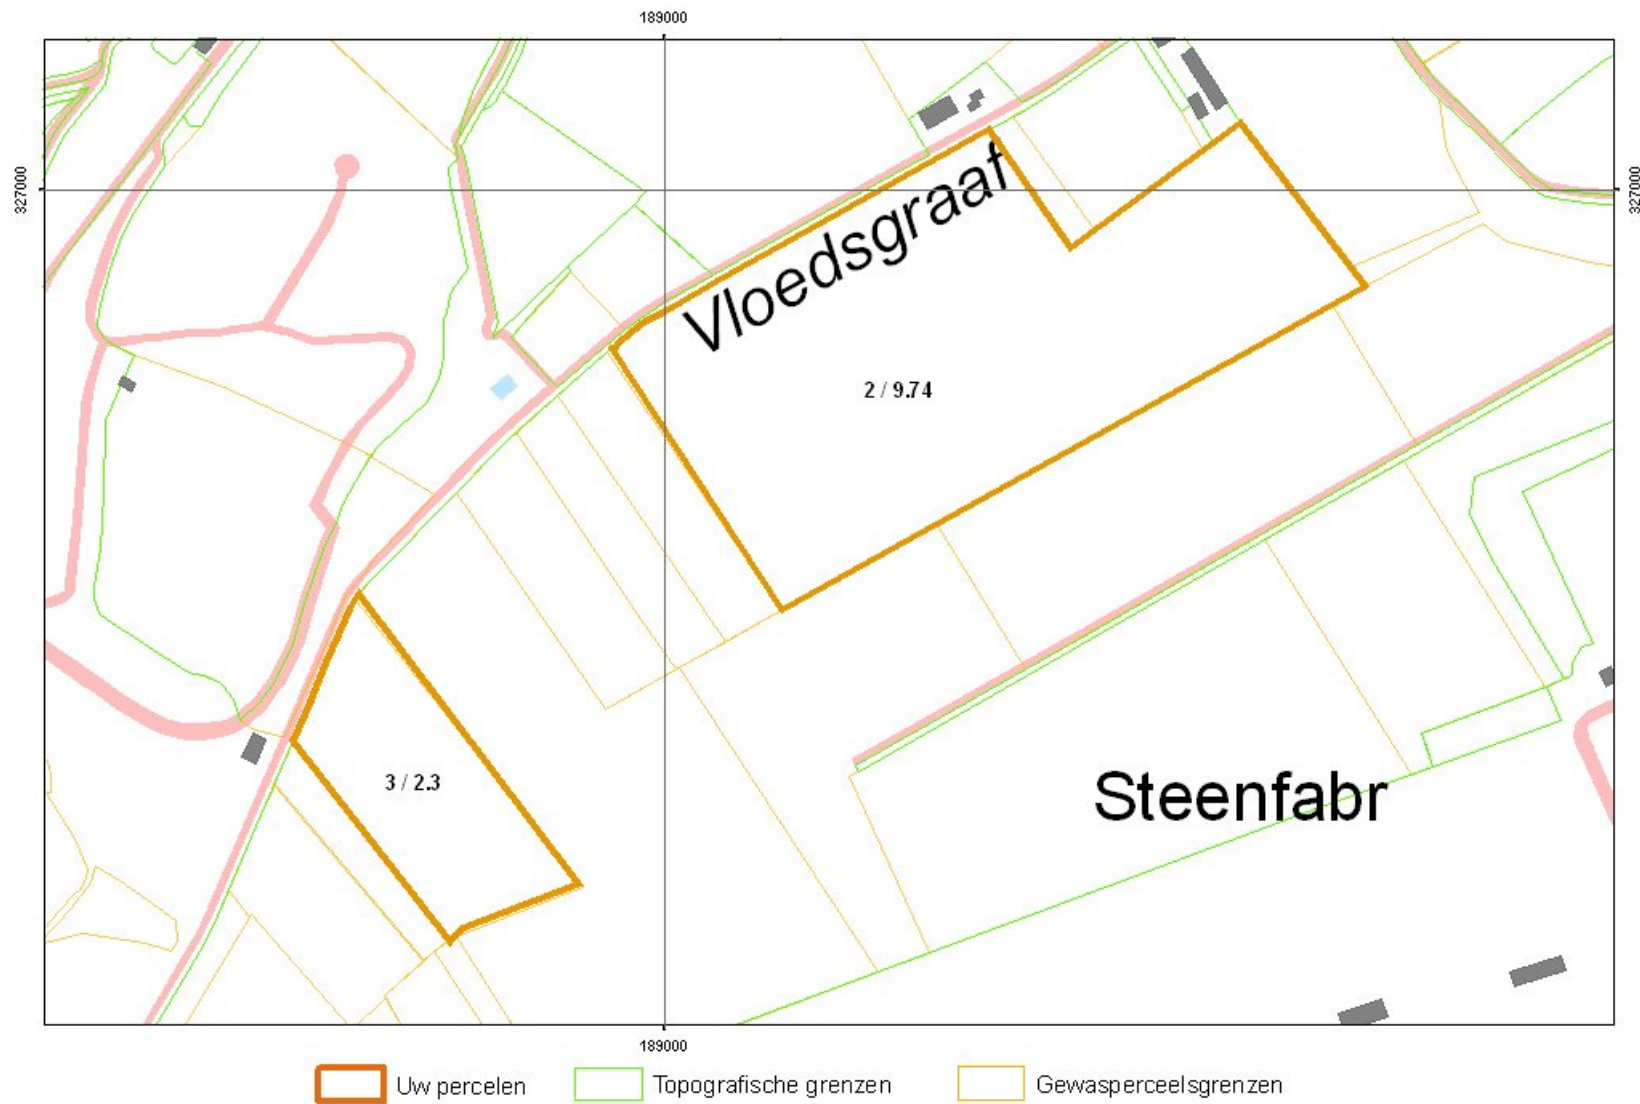 189000
327000
327000
Vloedsgraaf
2 / 9.74
3 / 2.3
Steenfabr
189000
Uw percelen
Topografische grenzen
Gewasperceelsgrenzen